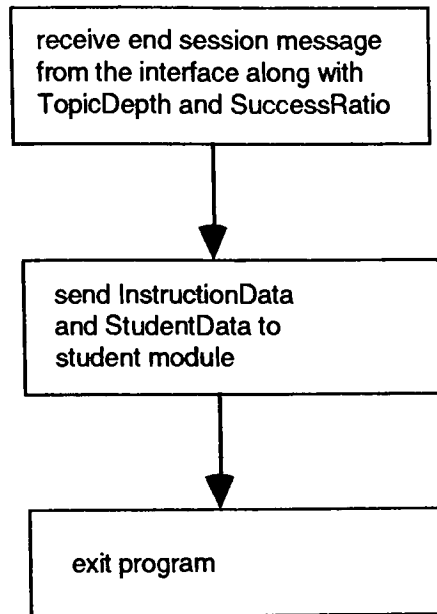 receive end session message
from the interface along with
TopicDepth and SuccessRatio
send InstructionData
and StudentData to
student module
exit program